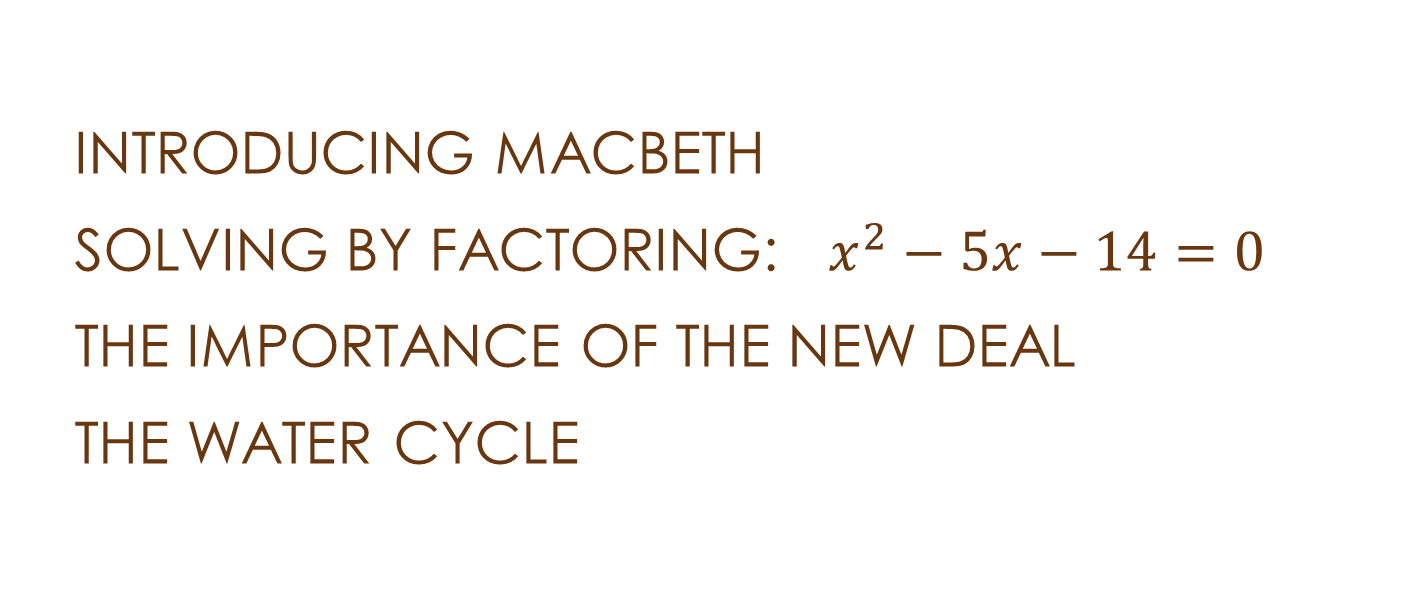 INTRODUCING MACBETH
SOLVING BY FACTORING: x² – 5x – 14 = 0
THE IMPORTANCE OF THE NEW DEAL
THE WATER CYCLE